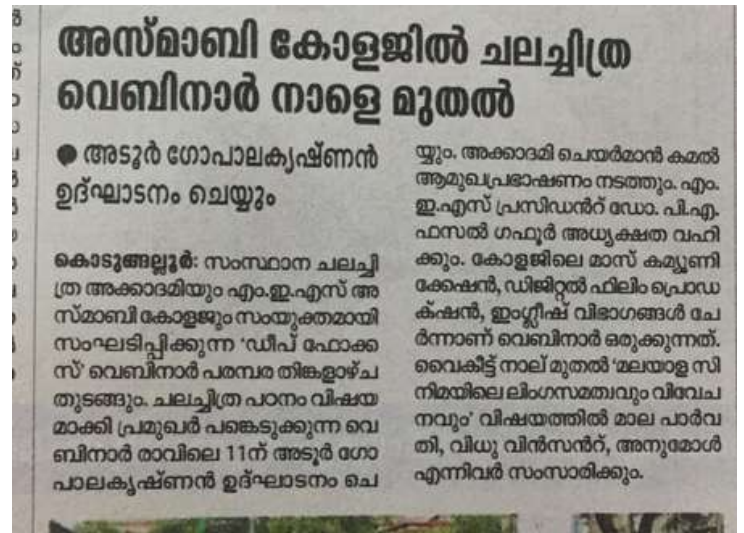 അസ്മാബി കോളജിൽ ചലച്ചിത്ര
വെബിനാർ നാളെ മുതൽ
● അടൂർ ഗോപാലകൃഷ്ണൻ
ഉദ്ഘാടനം ചെയ്യും
കൊടുങ്ങല്ലൂർ: സംസ്ഥാന ചലച്ചി
ത്ര അക്കാദമിയും എം.ഇ.എസ് അ
സ്മാബി കോളജും സംയുക്തമായി
സംഘടിപ്പിക്കുന്ന 'ഡീപ് ഫോക്ക
സ്' വെബിനാർ പരമ്പര തിങ്കളാഴ്ച
തുടങ്ങും. ചലച്ചിത്ര പഠനം വിഷയ
മാക്കി പ്രമുഖർ പങ്കെടുക്കുന്ന വെ
ബിനാർ രാവിലെ 11ന് അടൂർ ഗോ
പാലകൃഷ്ണൻ ഉദ്ഘാടനം ചെ
യ്യും. അക്കാദമി ചെയർമാൻ കമൽ
ആമുഖപ്രഭാഷണം നടത്തും. എം.
ഇ.എസ് പ്രസിഡൻറ് ഡോ. പി.എ.
ഫസൽ ഗഫൂർ അധ്യക്ഷത വഹി
ക്കും. കോളജിലെ മാസ് കമ്യൂണി
ക്കേഷൻ, ഡിജിറ്റൽ ഫിലിം പ്രൊഡ
ക്ഷൻ, ഇംഗ്ലീഷ് വിഭാഗങ്ങൾ ചേ
ർന്നാണ് വെബിനാർ ഒരുക്കുന്നത്.
വൈകീട്ട് നാല് മുതൽ 'മലയാള സി
നിമയിലെ ലിംഗസമത്വവും വിവേച
നവും' വിഷയത്തിൽ മാല പാർവ
തി, വിധു വിൻസൻറ്, അനുമോൾ
എന്നിവർ സംസാരിക്കും.